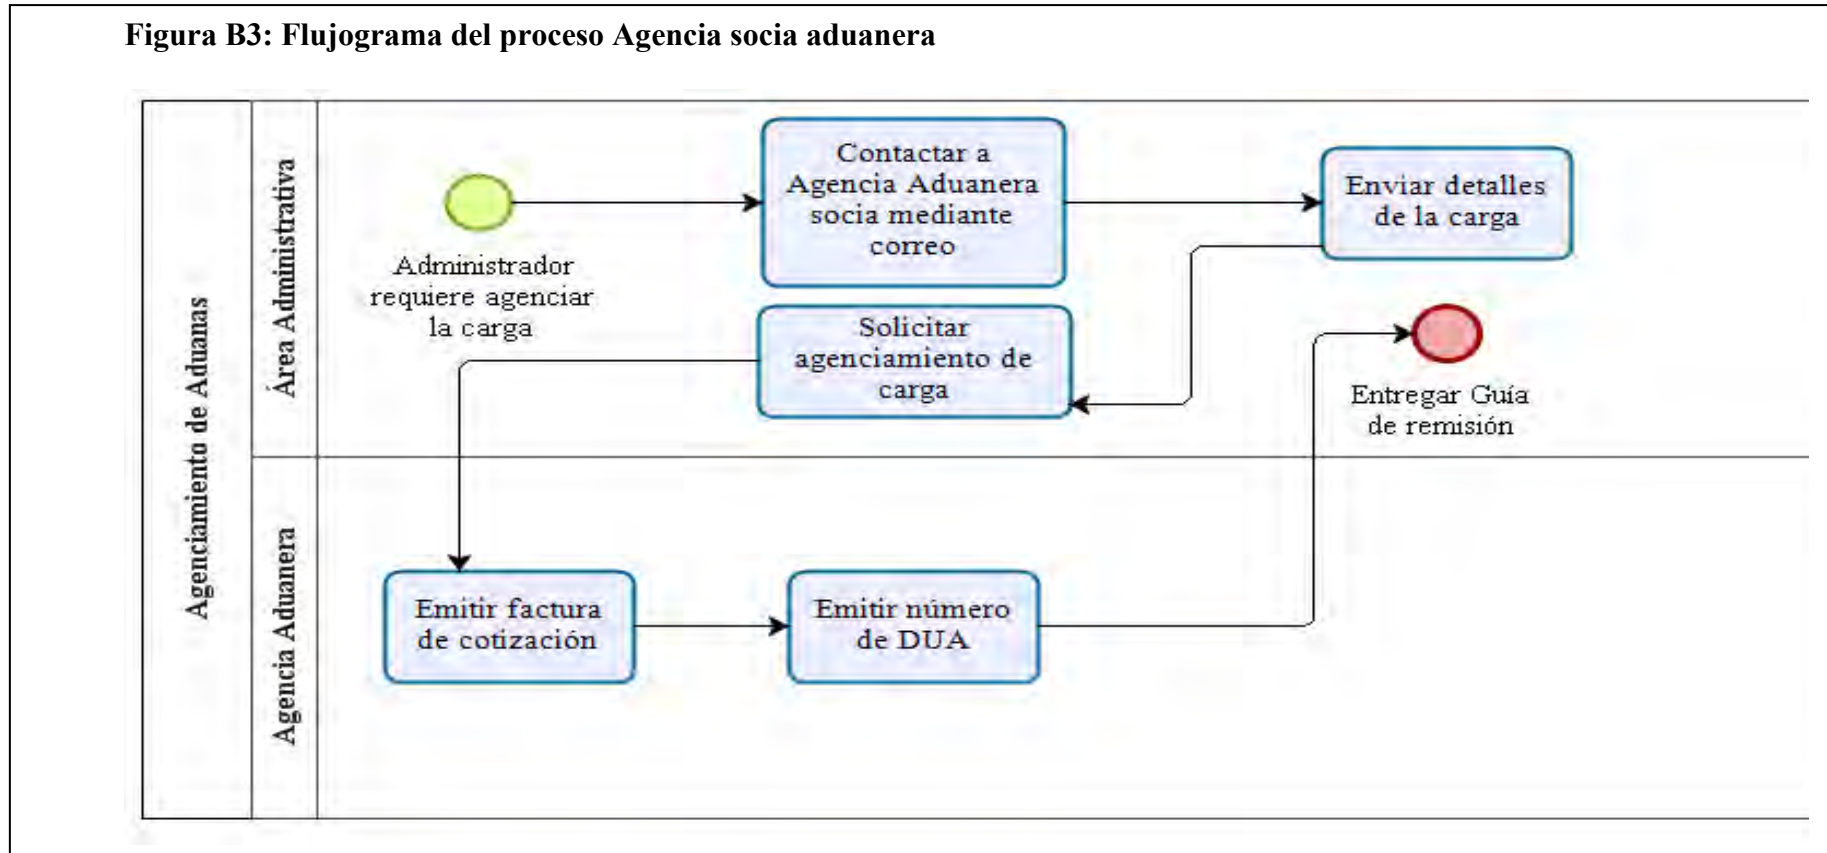 Figura B3: Flujograma del proceso Agencia socia aduanera
Agenciamiento de Aduanas
Área Administrativa
Administrador
requiere agenciar
la carga
Contactar a
Agencia Aduanera
socia mediante
correo
Enviar detalles
de la carga
Solicitar
agenciamiento de
carga
Entregar Guía
de remisión
Agencia Aduanera
Emitir factura
de cotización
Emitir número
de DUA